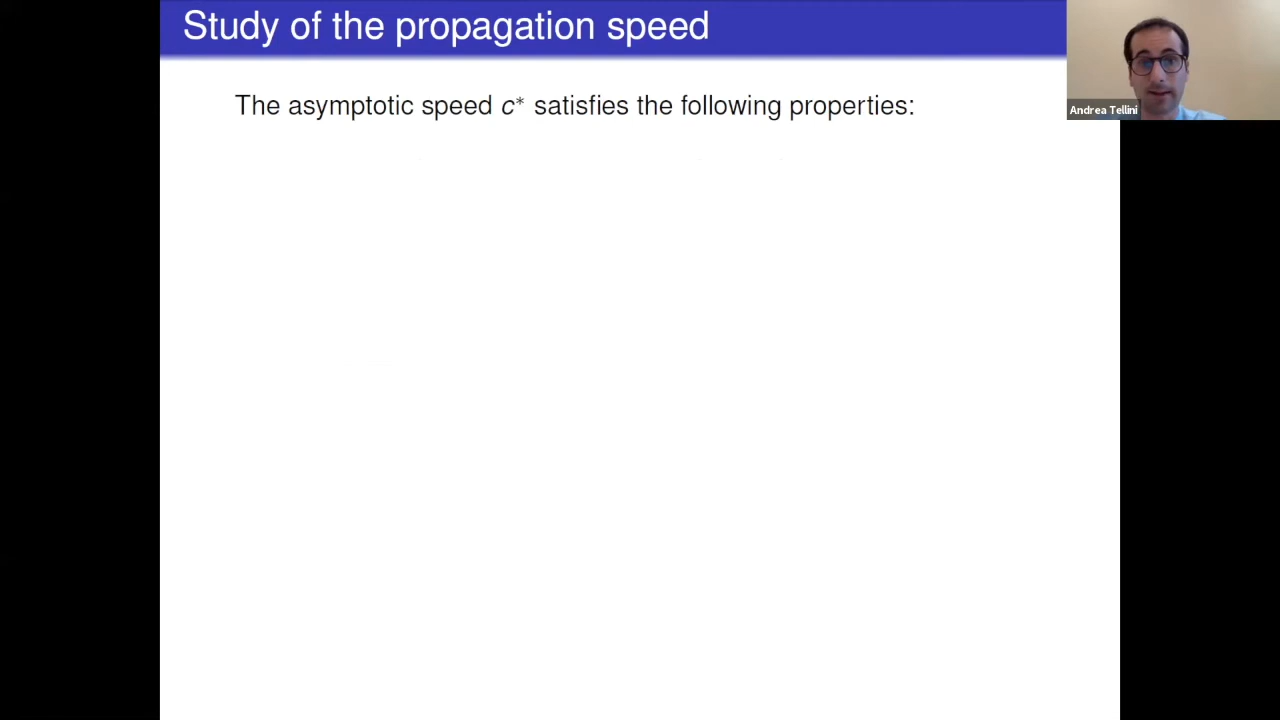 Study of the propagation speed
Andrea Tellini
The asymptotic speed c* satisfies the following properties: